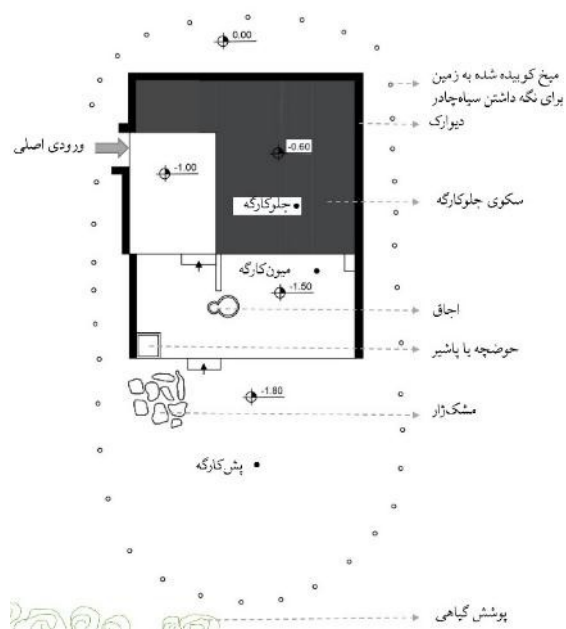 0.00
میخ کوبیده شده به زمین
برای نگه داشتن سیاه‌چادر
دیوارک
ورودی اصلی
-0.60
-1.00
سکوی جلوکارگه
جلوکارگه
میون‌کارگه
-1.50
اجاق
حوضچه یا پاشیر
-1.80
مشک‌ژار
پش‌کارگه
پوشش گیاهی